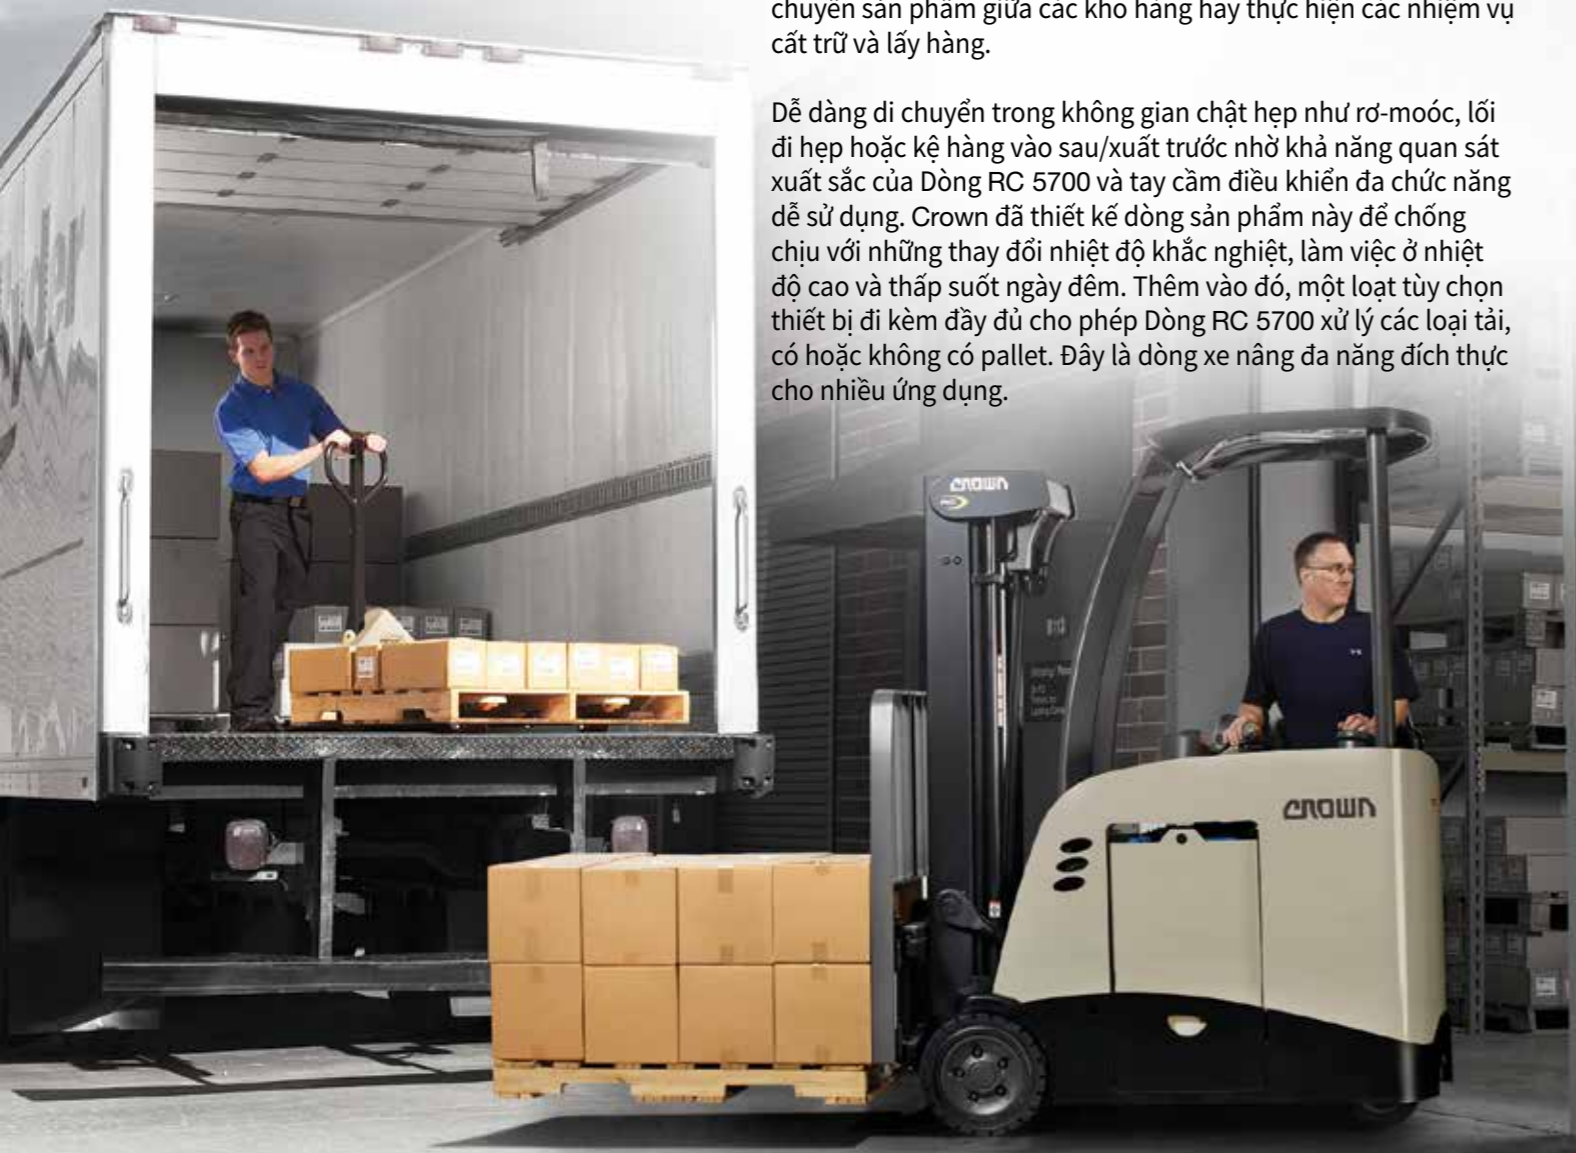 chuyển sản phẩm giữa các kho hàng hay thực hiện các nhiệm vụ
cất trữ và lấy hàng.
Dễ dàng di chuyển trong không gian chật hẹp như rơ-moóc, lối
đi hẹp hoặc kệ hàng vào sau/xuất trước nhờ khả năng quan sát
xuất sắc của Dòng RC 5700 và tay cầm điều khiển đa chức năng
dễ sử dụng. Crown đã thiết kế dòng sản phẩm này để chống
chịu với những thay đổi nhiệt độ khắc nghiệt, làm việc ở nhiệt
độ cao và thấp suốt ngày đêm. Thêm vào đó, một loạt tùy chọn
thiết bị đi kèm đầy đủ cho phép Dòng RC 5700 xử lý các loại tải,
có hoặc không có pallet. Đây là dòng xe nâng đa năng đích thực
cho nhiều ứng dụng.
CROWN
CROWN